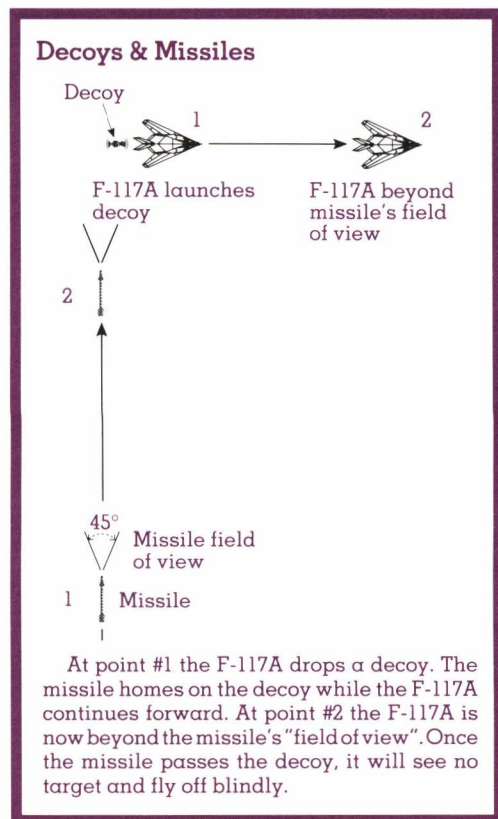 Decoys & Missiles
Decoy
1
2
F-117A launches
decoy
F-117A beyond
missile's field
of view
2
45°
Missile field
of view
1
Missile
At point #1 the F-117A drops a decoy. The
missile homes on the decoy while the F-117A
continues forward. At point #2 the F-117A is
now beyond the missile's "field of view". Once
the missile passes the decoy, it will see no
target and fly off blindly.